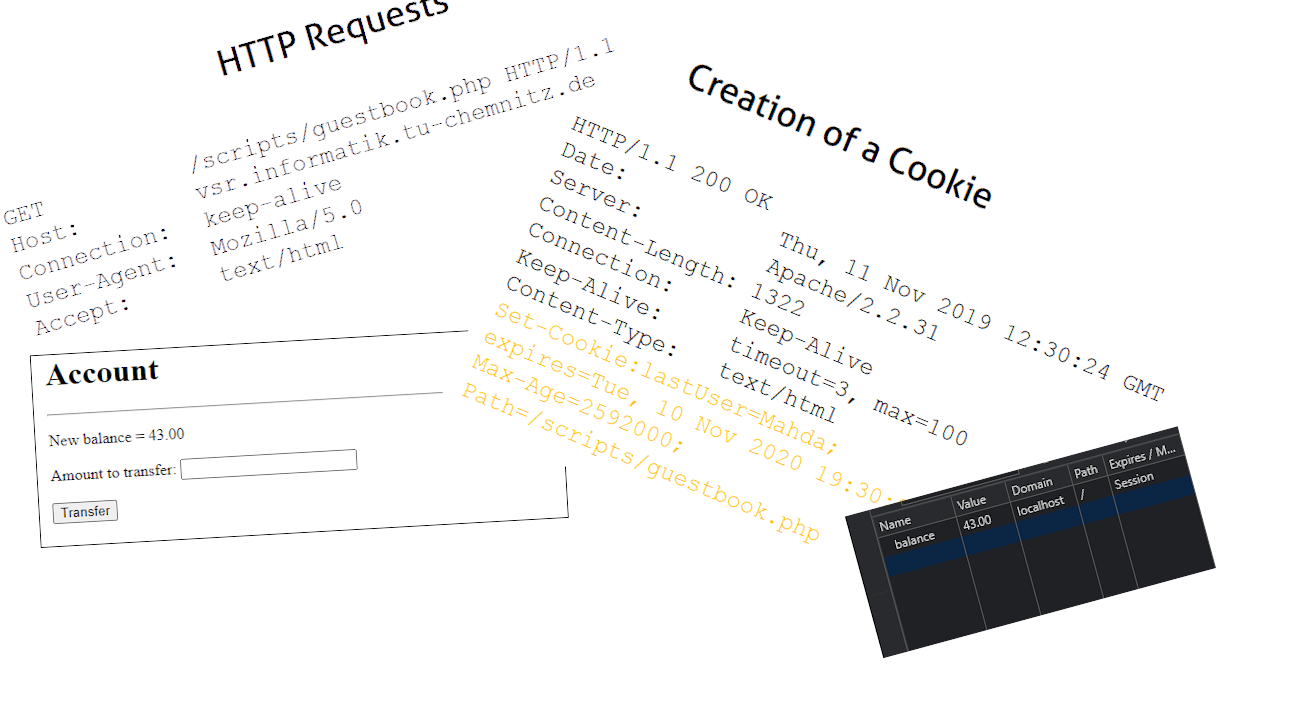 HTTP Requests
GET /scripts/guestbook.php HTTP/1.1
Host: vsr.informatik.tu-chemnitz.de
Connection: keep-alive
User-Agent: Mozilla/5.0
Accept: text/html
Creation of a Cookie
HTTP/1.1 200 OK
Date: Thu, 11 Nov 2019 12:30:24 GMT
Server: Apache/2.2.31
Content-Length: 1322
Connection: Keep-Alive
Keep-Alive: timeout=3, max=100
Content-Type: text/html
Set-Cookie:lastUser=Mahda;
expires=Tue, 10 Nov 2020 19:30:
Max-Age=2592000;
Path=/scripts/guestbook.php
Account
New balance = 43.00
Amount to transfer:
Transfer
Name Value Domain Path Expires / M...
balance 43.00 localhost / Session